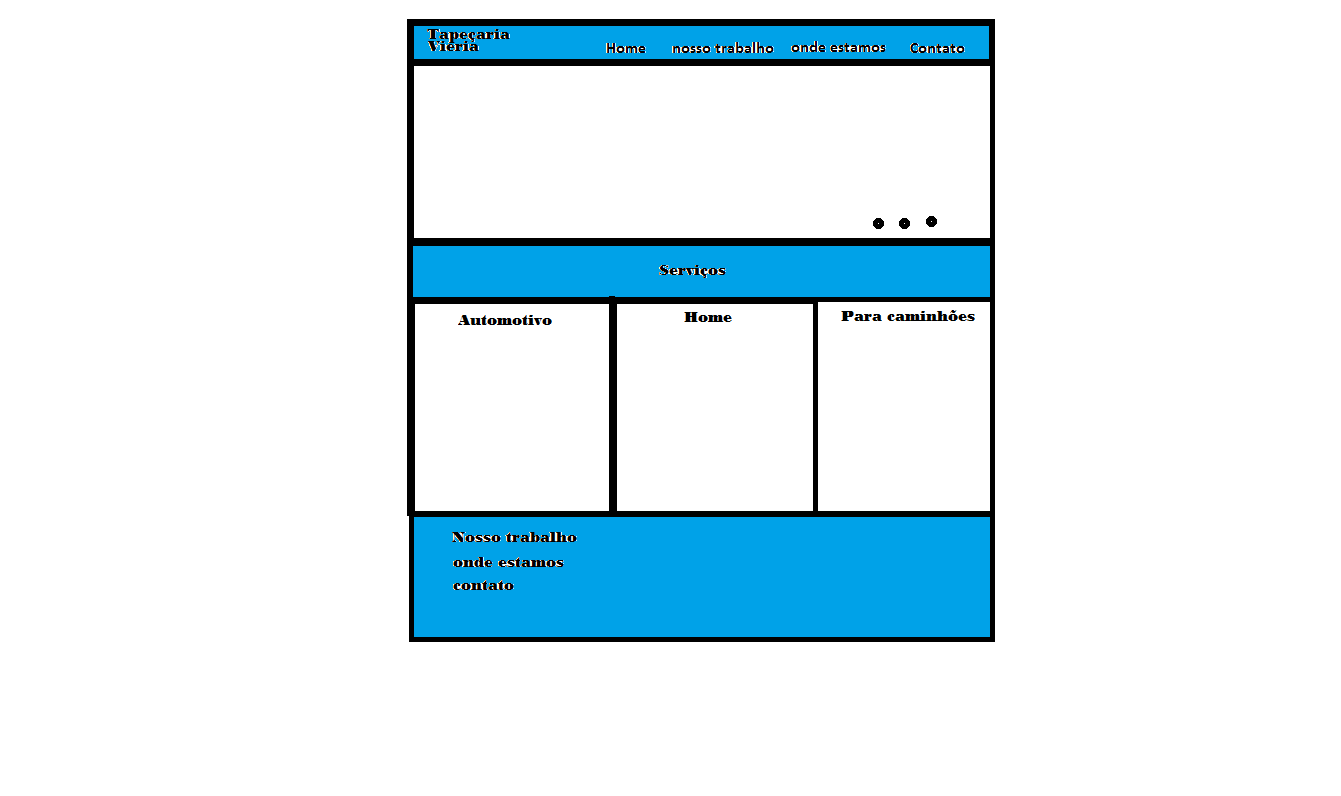 Tapeçaria
Viéria
Home nosso trabalho onde estamos Contato
Serviços
Automotivo Home Para caminhões
Nosso trabalho
onde estamos
contato